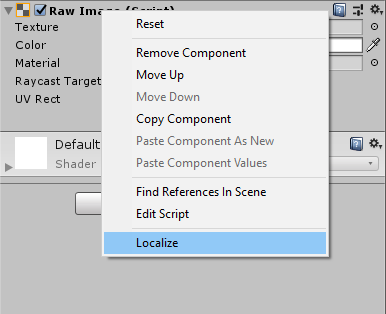 Raw Image (Script)
Texture
Color
Material
Raycast Target
UV Rect
Default
Shader
Reset
Remove Component
Move Up
Move Down
Copy Component
Paste Component As New
Paste Component Values
Find References In Scene
Edit Script
Localize